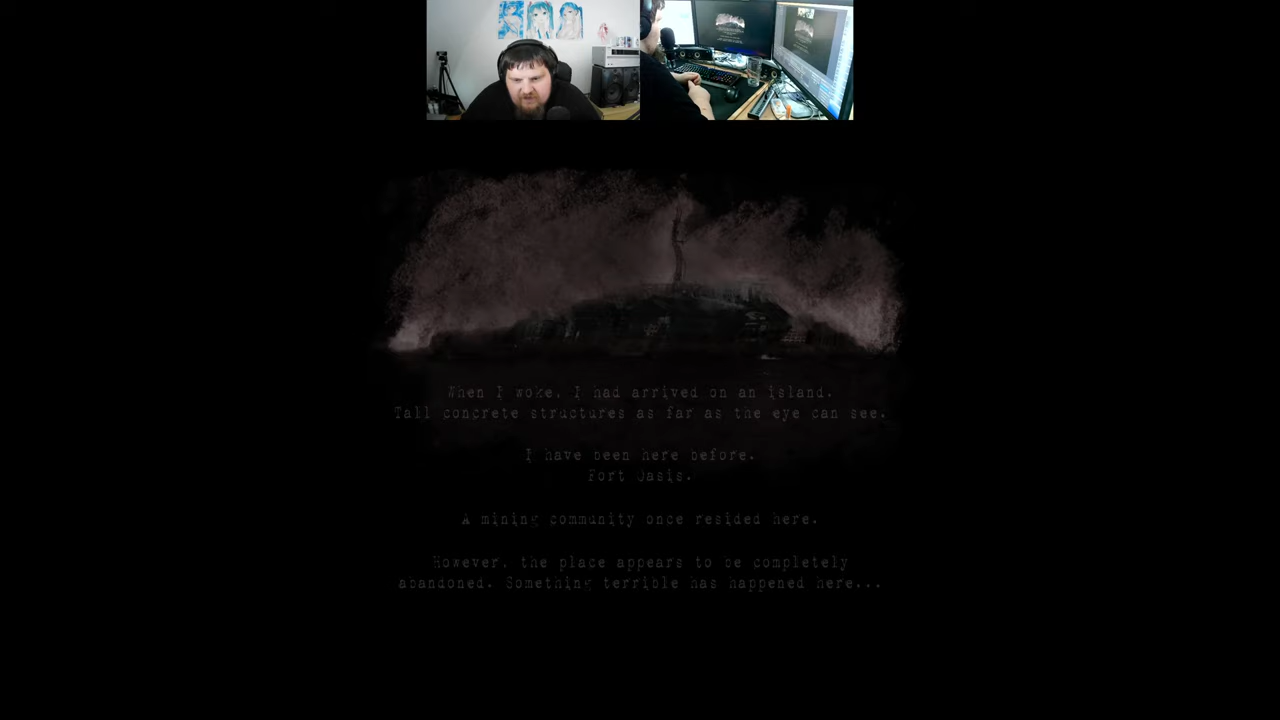 When I woke, I had arrived on an island.
Tall concrete structures as far as the eye can see.
I have been here before.
Fort Oasis.
A mining community once resided here.
However, the place appears to be completely
abandoned. Something terrible has happened here...